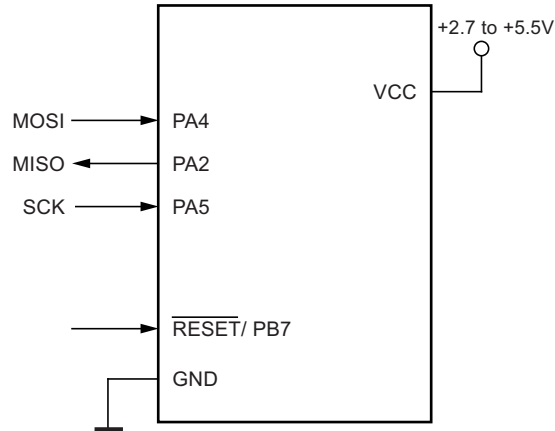 +2.7 to +5.5V
VCC
MOSI PA4
MISO PA2
SCK PA5
RESET/ PB7
GND